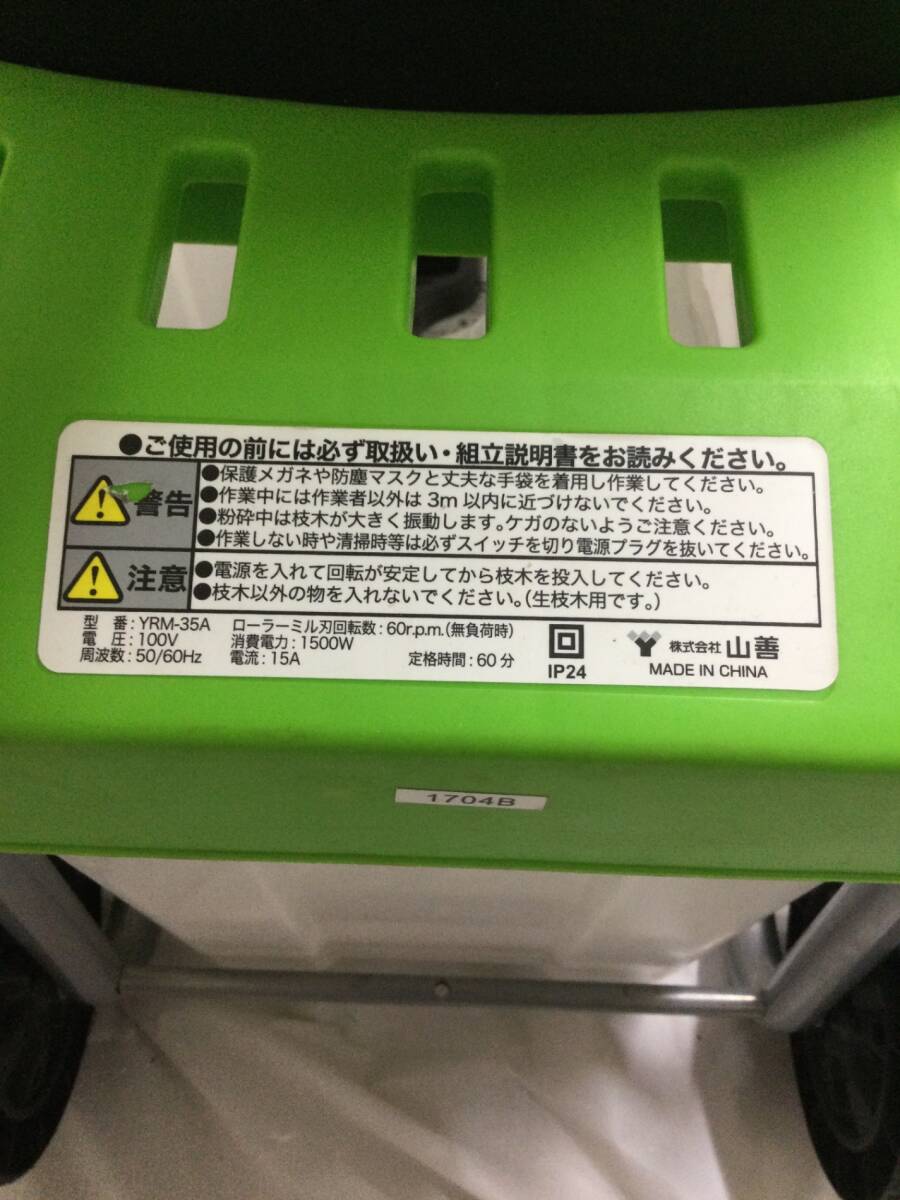 ●ご使用の前には必ず取扱い・組立説明書をお読みください。
警告
●保護メガネや防塵マスクと丈夫な手袋を着用し作業してください。
●作業中には作業者以外は3m以内に近づけないでください。
●粉砕中は枝木が大きく振動します。ケガのないようご注意ください。
●作業しない時や清掃時等は必ずスイッチを切り電源プラグを抜いてください。
注意
●電源を入れて回転が安定してから枝木を投入してください。
●枝木以外の物を入れないでください。(生枝木用です。)
型 番:YRM-35A ローラーミル刃回転数:60r.p.m.(無負荷時)
電 圧:100V 消費電力:1500W
周波数:50/60Hz 電流:15A 定格時間:60分
IP24
株式会社 山善
MADE IN CHINA
1704B